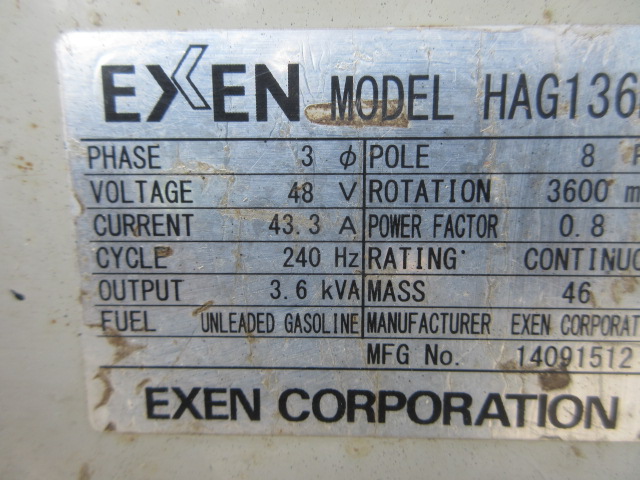 EXEN MODEL HAG136
PHASE 3 φ POLE 8
VOLTAGE 48 V ROTATION 3600
CURRENT 43.3 A POWER FACTOR 0.8
CYCLE 240 Hz RATING CONTINUO
OUTPUT 3.6 kVA MASS 46
FUEL UNLEADED GASOLINE MANUFACTURER EXEN CORPORAT
MFG No. 14091512
EXEN CORPORATION